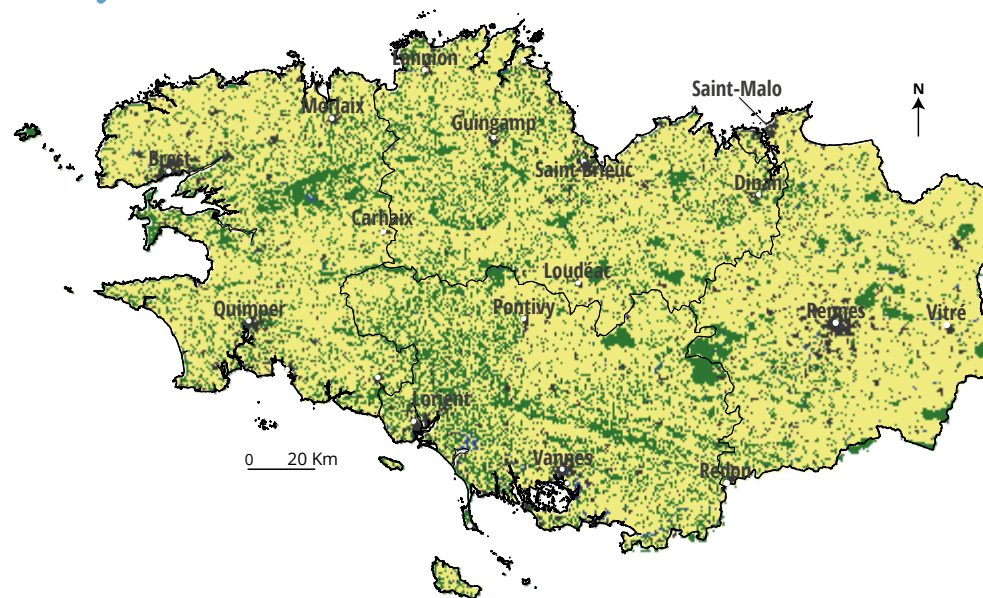 Lannion
Saint-Malo
N
Morlaix
Guingamp
Brest
Saint-Brieuc
Dinan
Carhaix
Loudéac
Quimper
Pontivy
Rennes
Vitré
Lorient
0 20 Km
Vannes
Redon